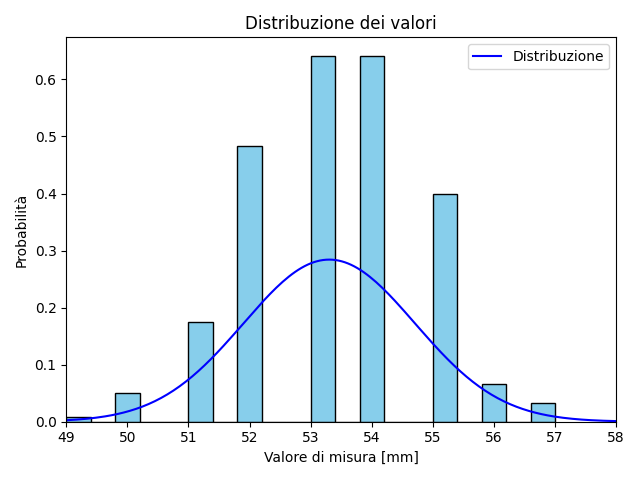 Distribuzione dei valori
Distribuzione
Probabilità
0.6
0.5
0.4
0.3
0.2
0.1
0.0
49 50 51 52 53 54 55 56 57 58
Valore di misura [mm]